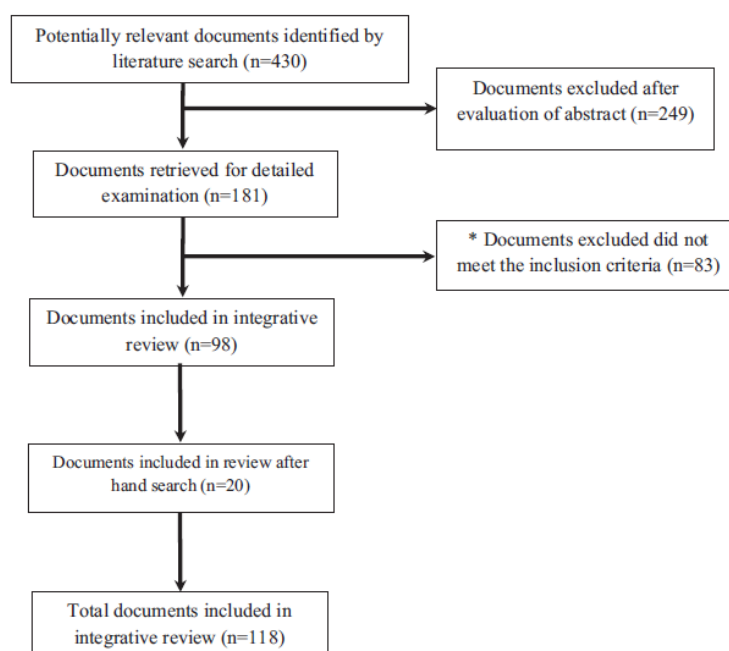 Potentially relevant documents identified by
literature search (n=430)
Documents excluded after
evaluation of abstract (n=249)
Documents retrieved for detailed
examination (n=181)
* Documents excluded did not
meet the inclusion criteria (n=83)
Documents included in integrative
review (n=98)
Documents included in review after
hand search (n=20)
Total documents included in
integrative review (n=118)